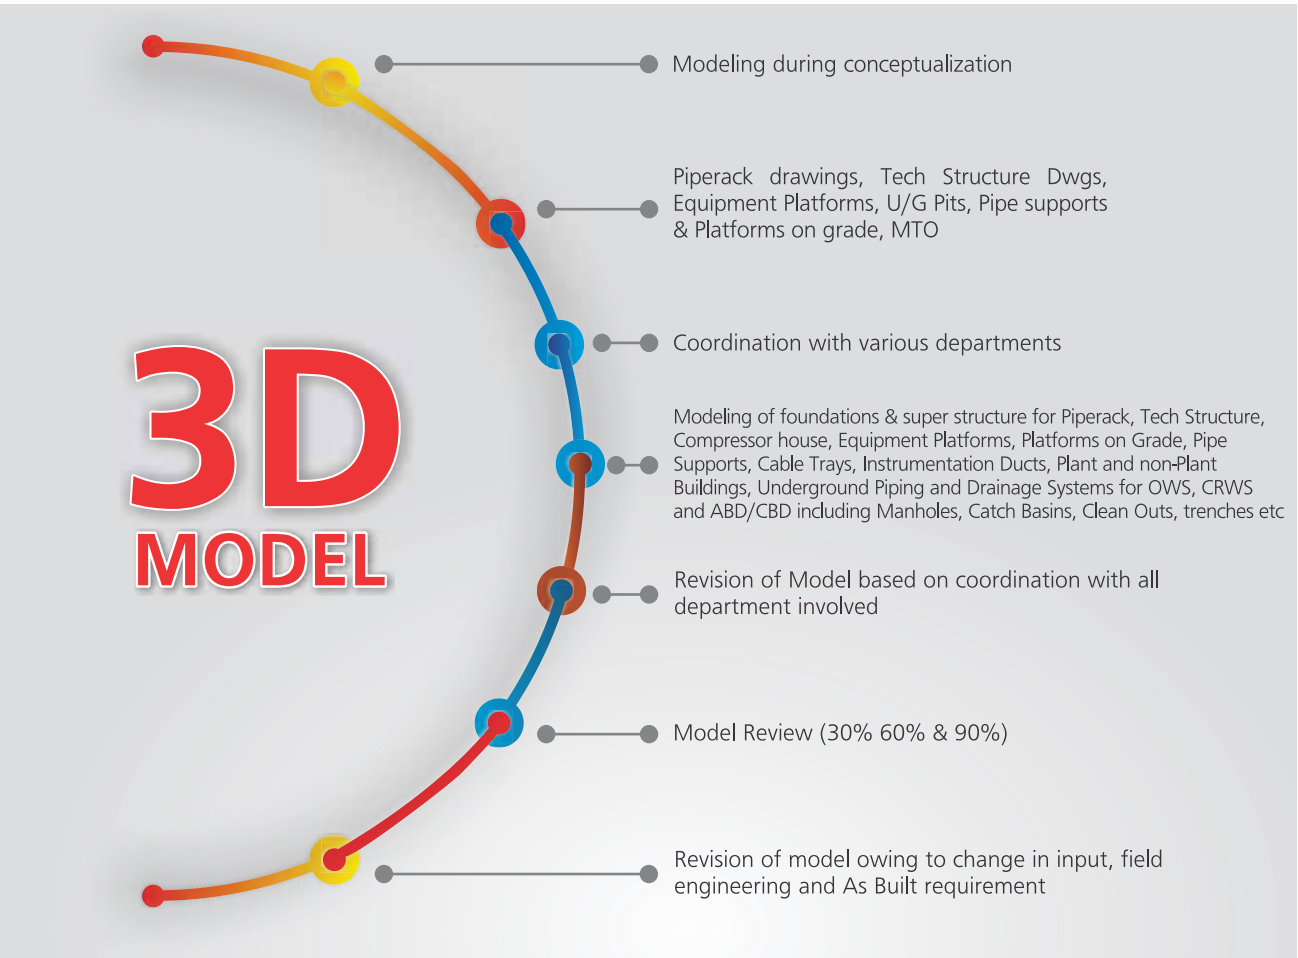 3D
MODEL
Modeling during conceptualization
Piperack drawings, Tech Structure Dwgs,
Equipment Platforms, U/G Pits, Pipe supports
& Platforms on grade, MTO
Coordination with various departments
Modeling of foundations & super structure for Piperack, Tech Structure,
Compressor house, Equipment Platforms, Platforms on Grade, Pipe
Supports, Cable Trays, Instrumentation Ducts, Plant and non-Plant
Buildings, Underground Piping and Drainage Systems for OWS, CRWS
and ABD/CBD including Manholes, Catch Basins, Clean Outs, trenches etc
Revision of Model based on coordination with all
department involved
Model Review (30% 60% & 90%)
Revision of model owing to change in input, field
engineering and As Built requirement